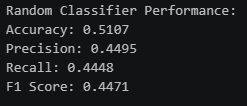 Random Classifier Performance:
Accuracy: 0.5107
Precision: 0.4495
Recall: 0.4448
F1 Score: 0.4471